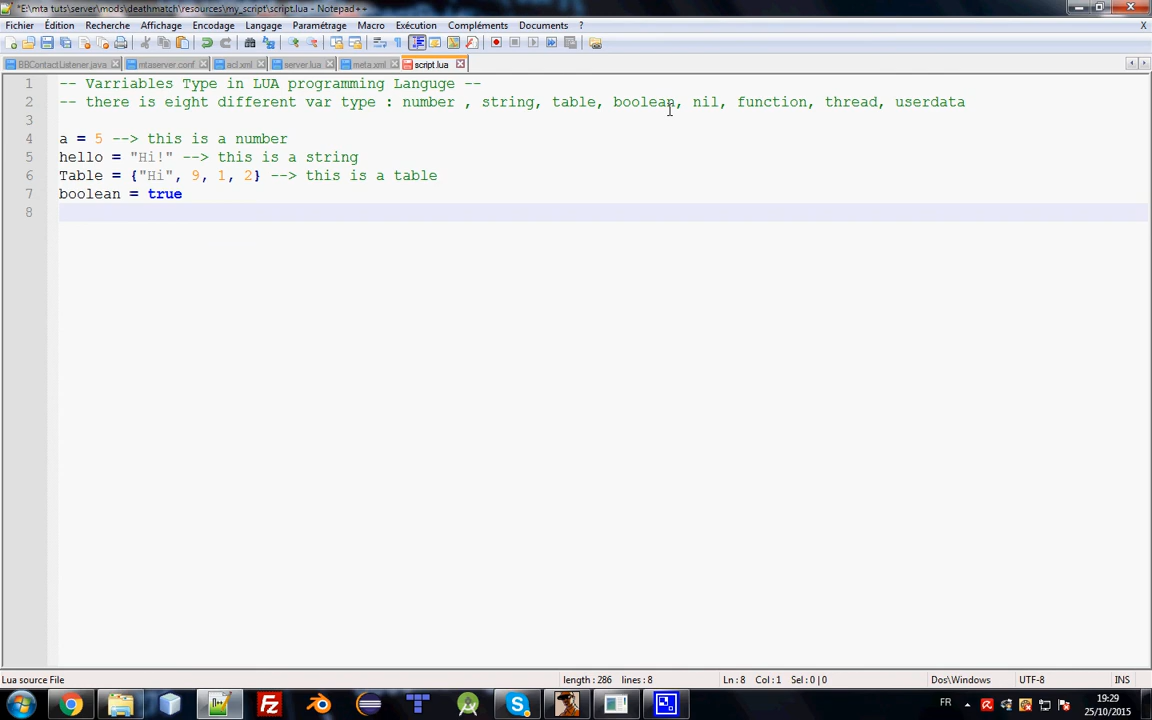 *E:\mta tuts\server\mods\deathmatch\resources\my_script\script.lua - Notepad++
Fichier Édition Recherche Affichage Encodage Langage Paramétrage Macro Exécution Compléments Documents ? X
BBContactListener.java mtaserver.conf acl.xml server.lua meta.xml script.lua
1 -- Varriables Type in LUA programming Languge --
2 -- there is eight different var type : number , string, table, boolean, nil, function, thread, userdata
3
4 a = 5 --> this is a number
5 hello = "Hi!" --> this is a string
6 Table = {"Hi", 9, 1, 2} --> this is a table
7 boolean = true
8
Lua source File length : 286 lines : 8 Ln : 8 Col : 1 Sel : 0 | 0 Dos\Windows UTF-8 INS
FR 19:29
25/10/2015